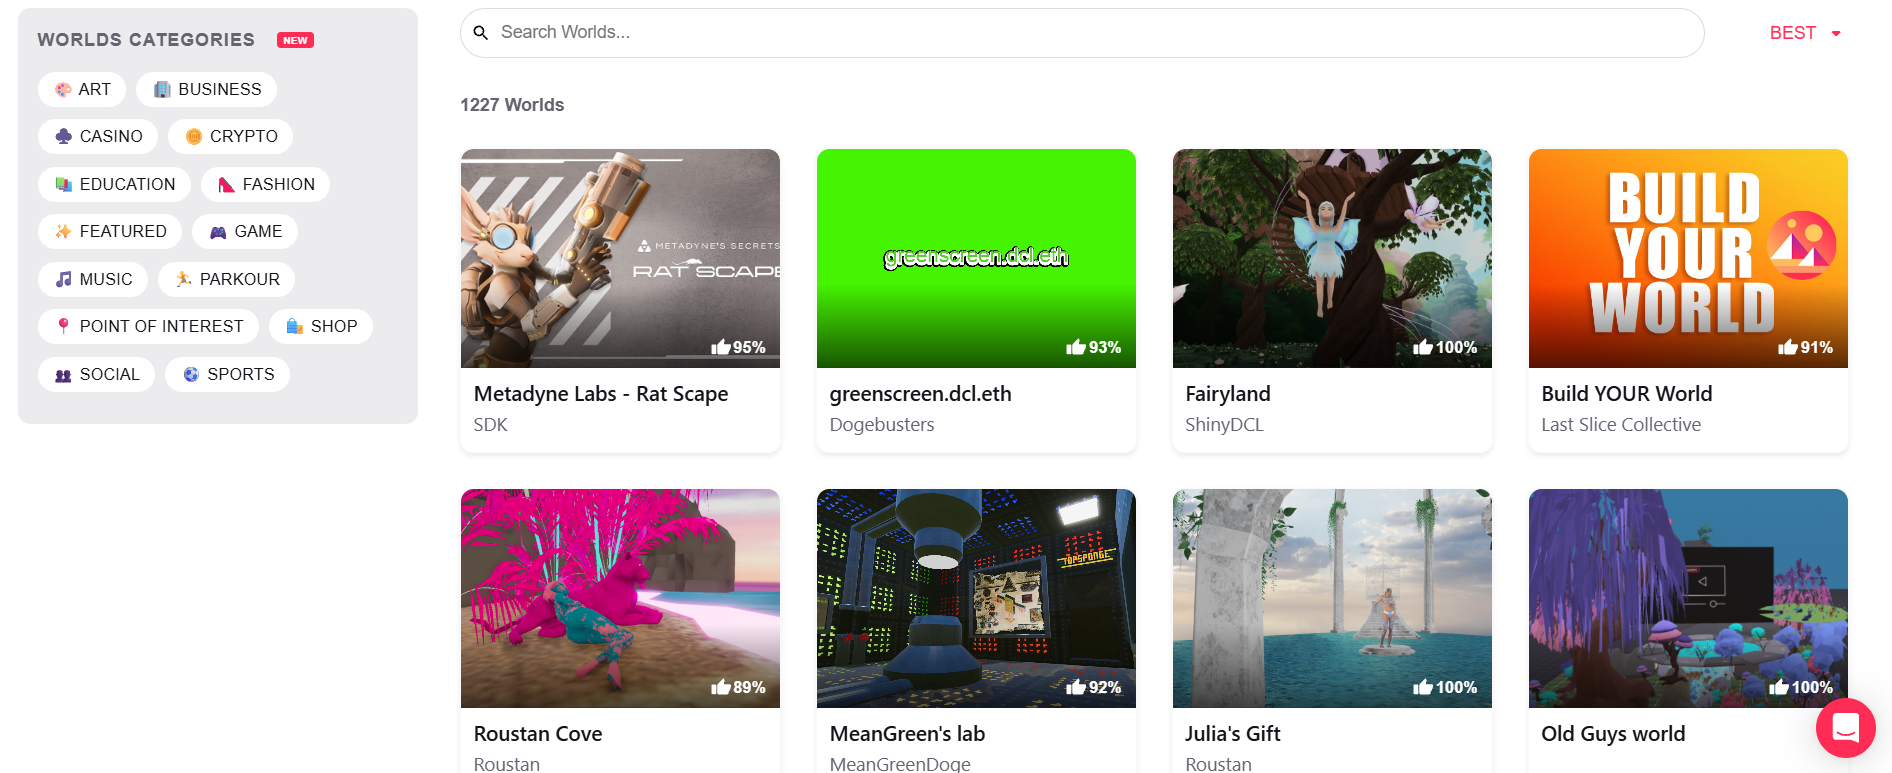 WORLDS CATEGORIES NEW
ART
BUSINESS
CASINO
CRYPTO
EDUCATION
FASHION
FEATURED
GAME
MUSIC
PARKOUR
POINT OF INTEREST
SHOP
SOCIAL
SPORTS
Search Worlds...
BEST
1227 Worlds
METADYNE'S SECRETS
RAT SCAPE
95%
Metadyne Labs - Rat Scape
SDK
greenscreen.dcl.eth
93%
greenscreen.dcl.eth
Dogebusters
100%
Fairyland
ShinyDCL
BUILD
YOUR
WORLD
91%
Build YOUR World
Last Slice Collective
89%
Roustan Cove
Roustan
TOPSPONGE
92%
MeanGreen's lab
MeanGreenDoge
100%
Julia's Gift
Roustan
100%
Old Guys world